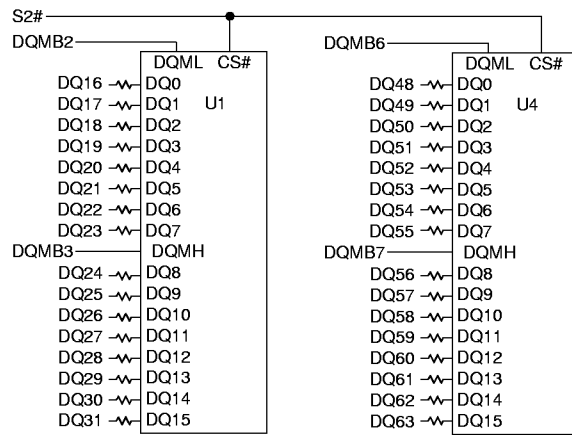 S2#
DQMB2 DQMB6
DQML CS# DQML CS#
DQ16 DQ0 DQ48 DQ0
DQ17 DQ1 U1 DQ49 DQ1 U4
DQ18 DQ2 DQ50 DQ2
DQ19 DQ3 DQ51 DQ3
DQ20 DQ4 DQ52 DQ4
DQ21 DQ5 DQ53 DQ5
DQ22 DQ6 DQ54 DQ6
DQ23 DQ7 DQ55 DQ7
DQMB3 DQMH DQMB7 DQMH
DQ24 DQ8 DQ56 DQ8
DQ25 DQ9 DQ57 DQ9
DQ26 DQ10 DQ58 DQ10
DQ27 DQ11 DQ59 DQ11
DQ28 DQ12 DQ60 DQ12
DQ29 DQ13 DQ61 DQ13
DQ30 DQ14 DQ62 DQ14
DQ31 DQ15 DQ63 DQ15